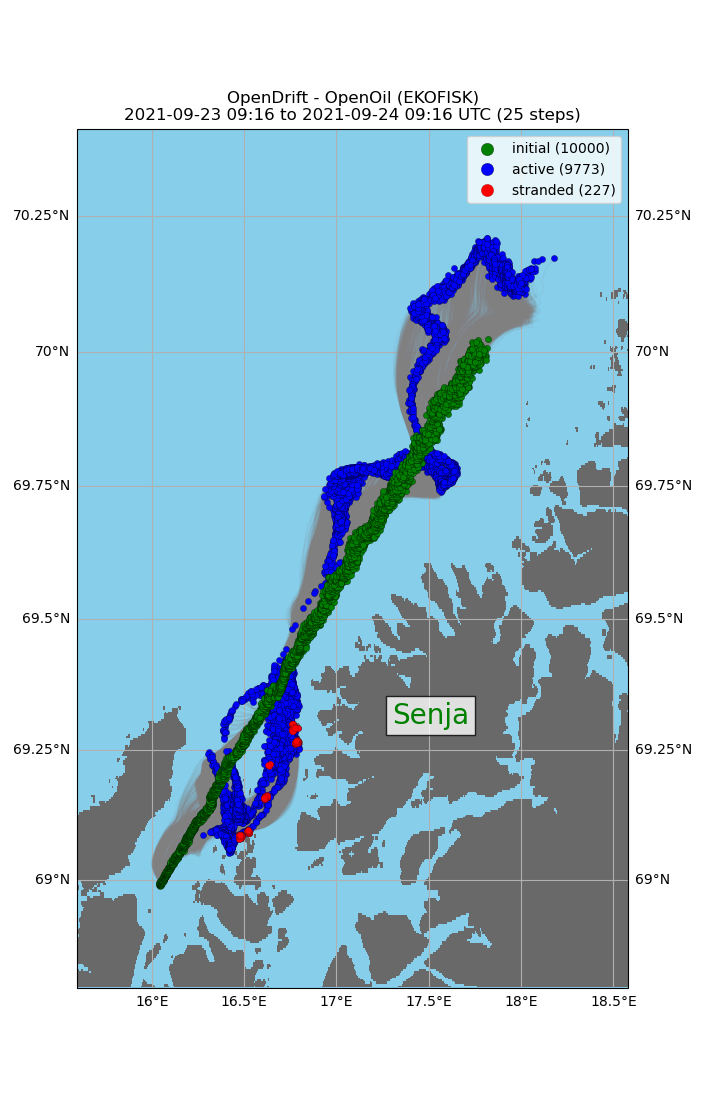 OpenDrift - OpenOil (EKOFISK)
2021-09-23 09:16 to 2021-09-24 09:16 UTC (25 steps)
initial (10000)
active (9773)
stranded (227)
70.25°N 70.25°N
70°N 70°N
69.75°N 69.75°N
69.5°N 69.5°N
Senja
69.25°N 69.25°N
69°N 69°N
16°E 16.5°E 17°E 17.5°E 18°E 18.5°E